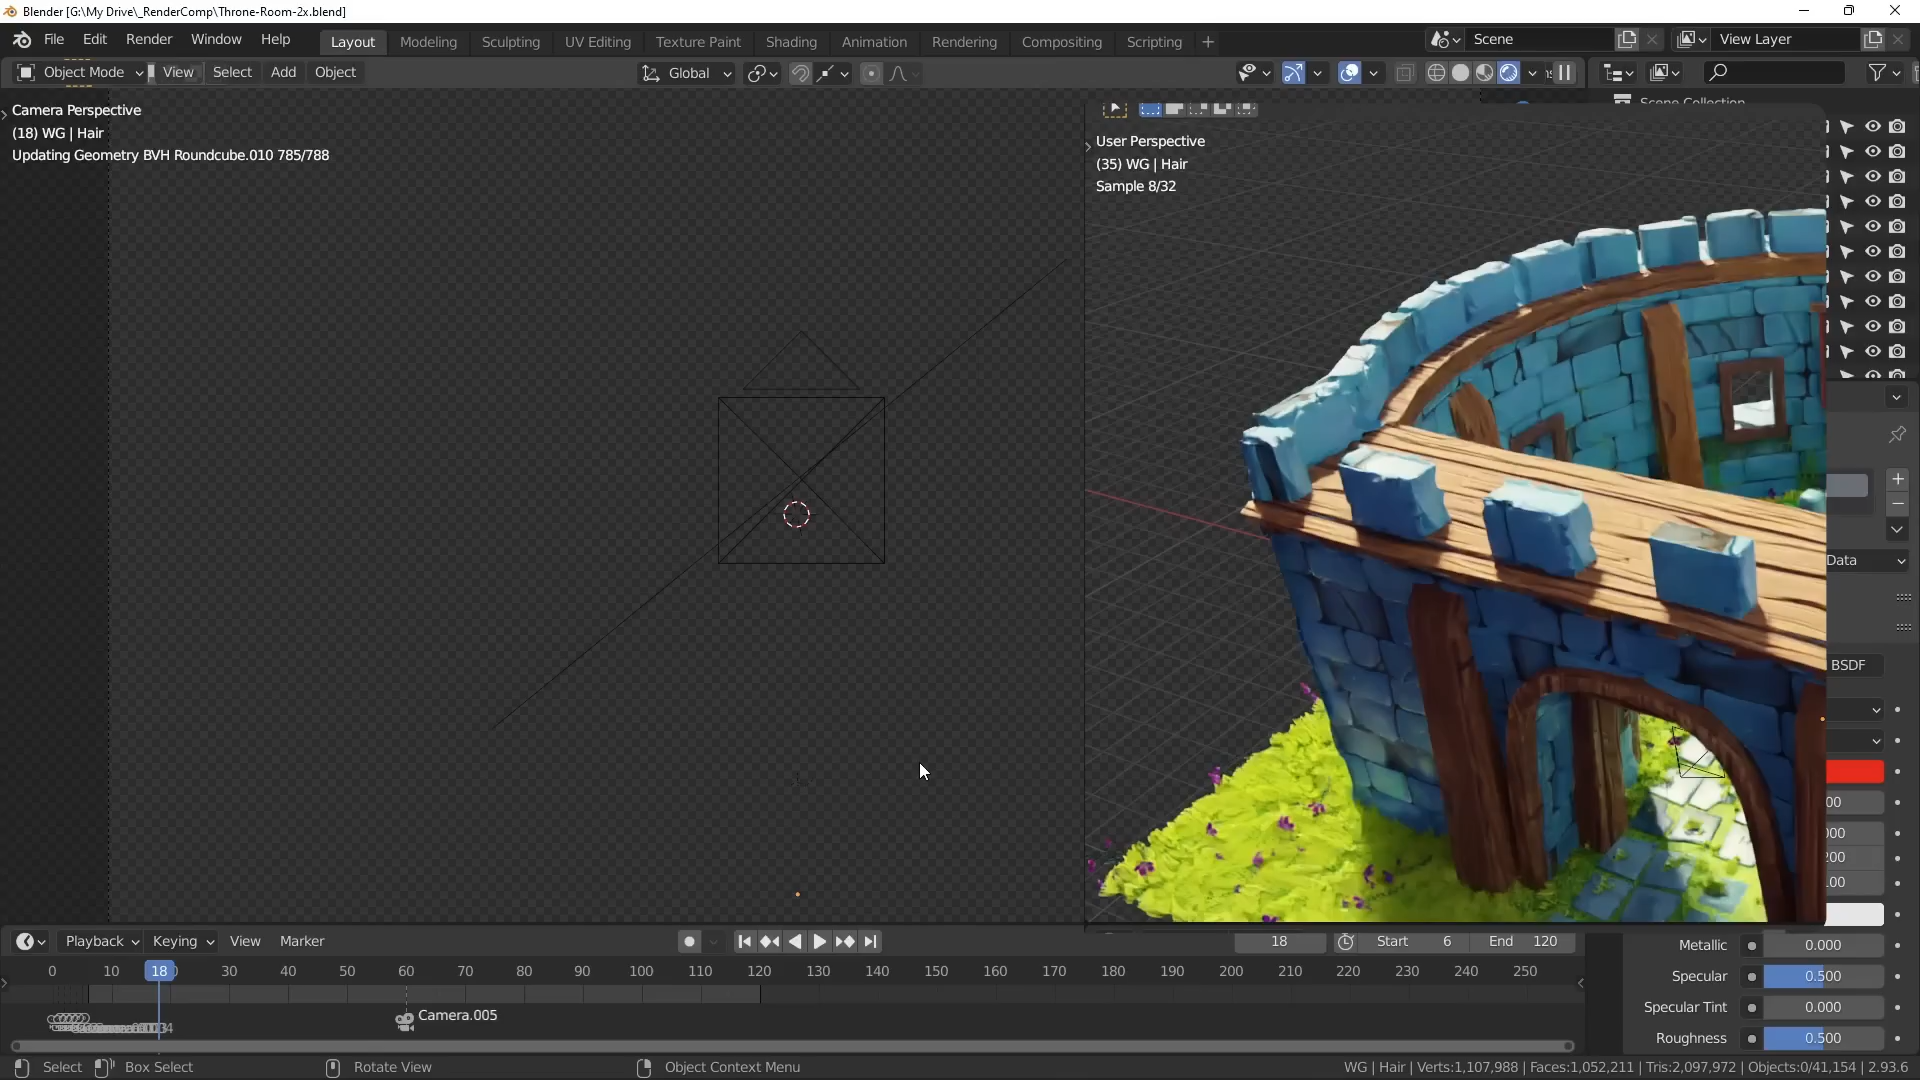 Blender [G:\My Drive\_RenderComp\Throne-Room-2x.blend]
File Edit Render Window Help
Layout Modeling Sculpting UV Editing Texture Paint Shading Animation Rendering Compositing Scripting +
Scene
View Layer
Object Mode View Select Add Object
Global
Camera Perspective
(18) WG | Hair
Updating Geometry BVH Roundcube.010 785/788
User Perspective
(35) WG | Hair
Sample 8/32
Scene Collection
Data
BSDF
00
000
200
100
Metallic 0.000
Specular 0.500
Specular Tint 0.000
Roughness 0.500
Playback Keying View Marker
18 Start 6 End 120
0 10 18 30 40 50 60 70 80 90 100 110 120 130 140 150 160 170 180 190 200 210 220 230 240 250
Camera.005
Select Box Select Rotate View Object Context Menu
WG | Hair | Verts:1,107,988 | Faces:1,052,211 | Tris:2,097,972 | Objects:0/41,154 | 2.93.6